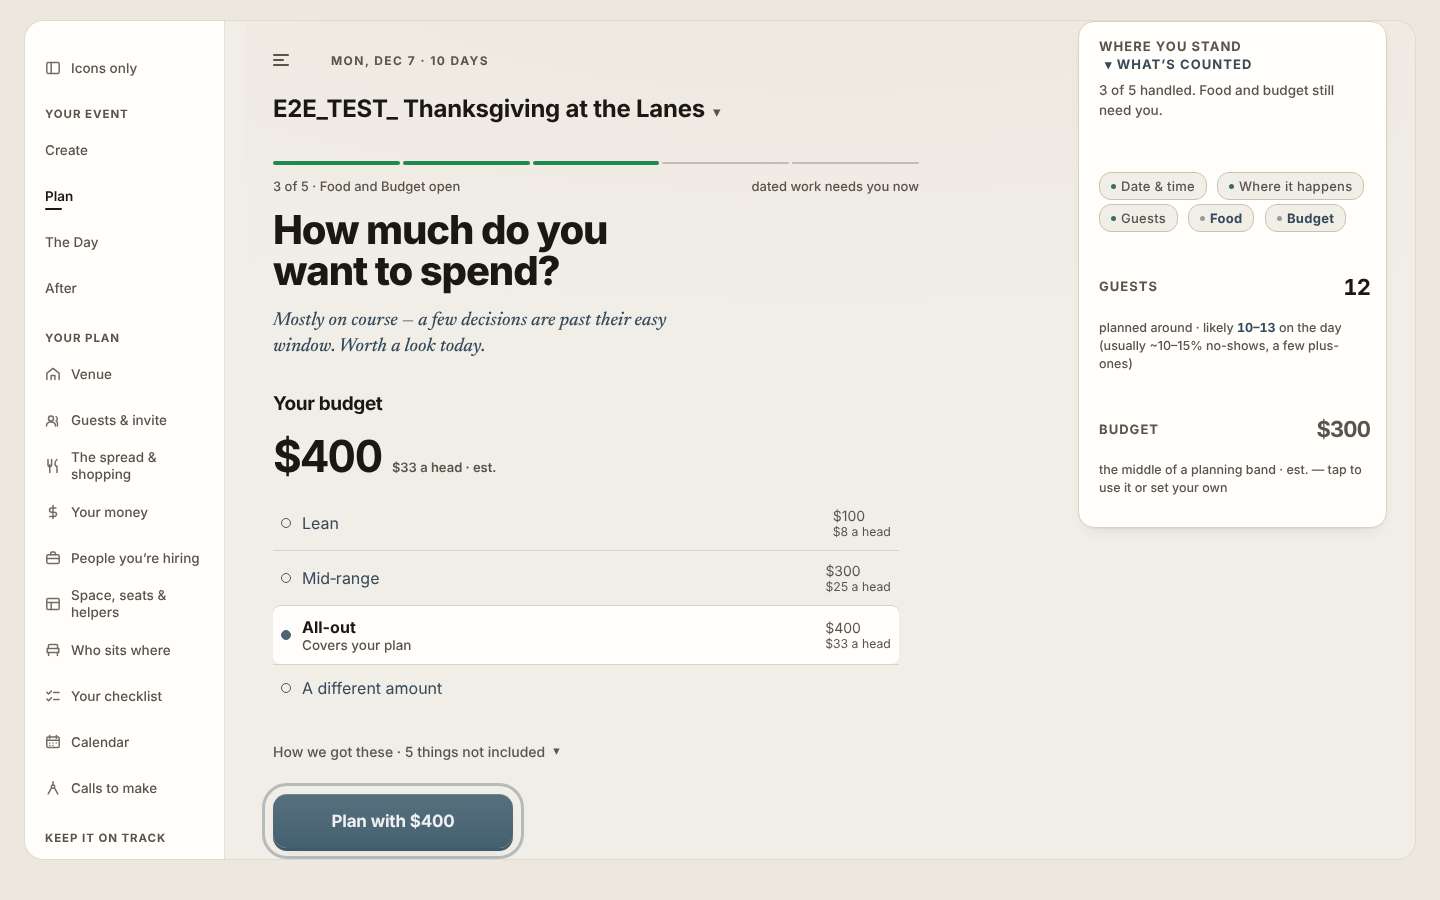 Icons only
YOUR EVENT
Create
Plan
The Day
After
YOUR PLAN
Venue
Guests & invite
The spread &
shopping
Your money
People you're hiring
Space, seats &
helpers
Who sits where
Your checklist
Calendar
Calls to make
KEEP IT ON TRACK
MON, DEC 7 · 10 DAYS
E2E_TEST_ Thanksgiving at the Lanes ▾
3 of 5 · Food and Budget open
dated work needs you now
How much do you
want to spend?
Mostly on course – a few decisions are past their easy
window. Worth a look today.
Your budget
$400 $33 a head · est.
Lean
$100
$8 a head
Mid-range
$300
$25 a head
All-out
Covers your plan
$400
$33 a head
A different amount
How we got these · 5 things not included ▾
Plan with $400
WHERE YOU STAND
▾ WHAT'S COUNTED
3 of 5 handled. Food and budget still
need you.
• Date & time
• Where it happens
• Guests
• Food
• Budget
GUESTS 12
planned around · likely 10–13 on the day
(usually ~10–15% no-shows, a few plus-
ones)
BUDGET $300
the middle of a planning band · est. — tap to
use it or set your own